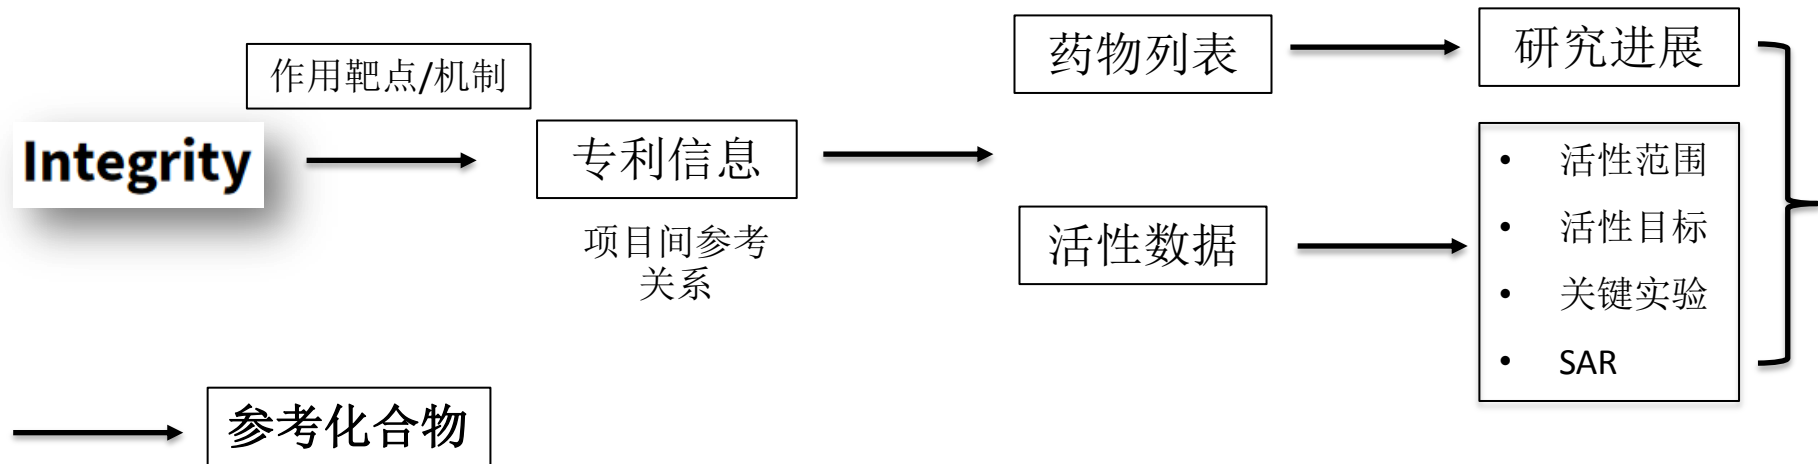 作用靶点/机制
Integrity
专利信息
项目间参考
关系
药物列表
研究进展
活性数据
• 活性范围
• 活性目标
• 关键实验
• SAR
参考化合物